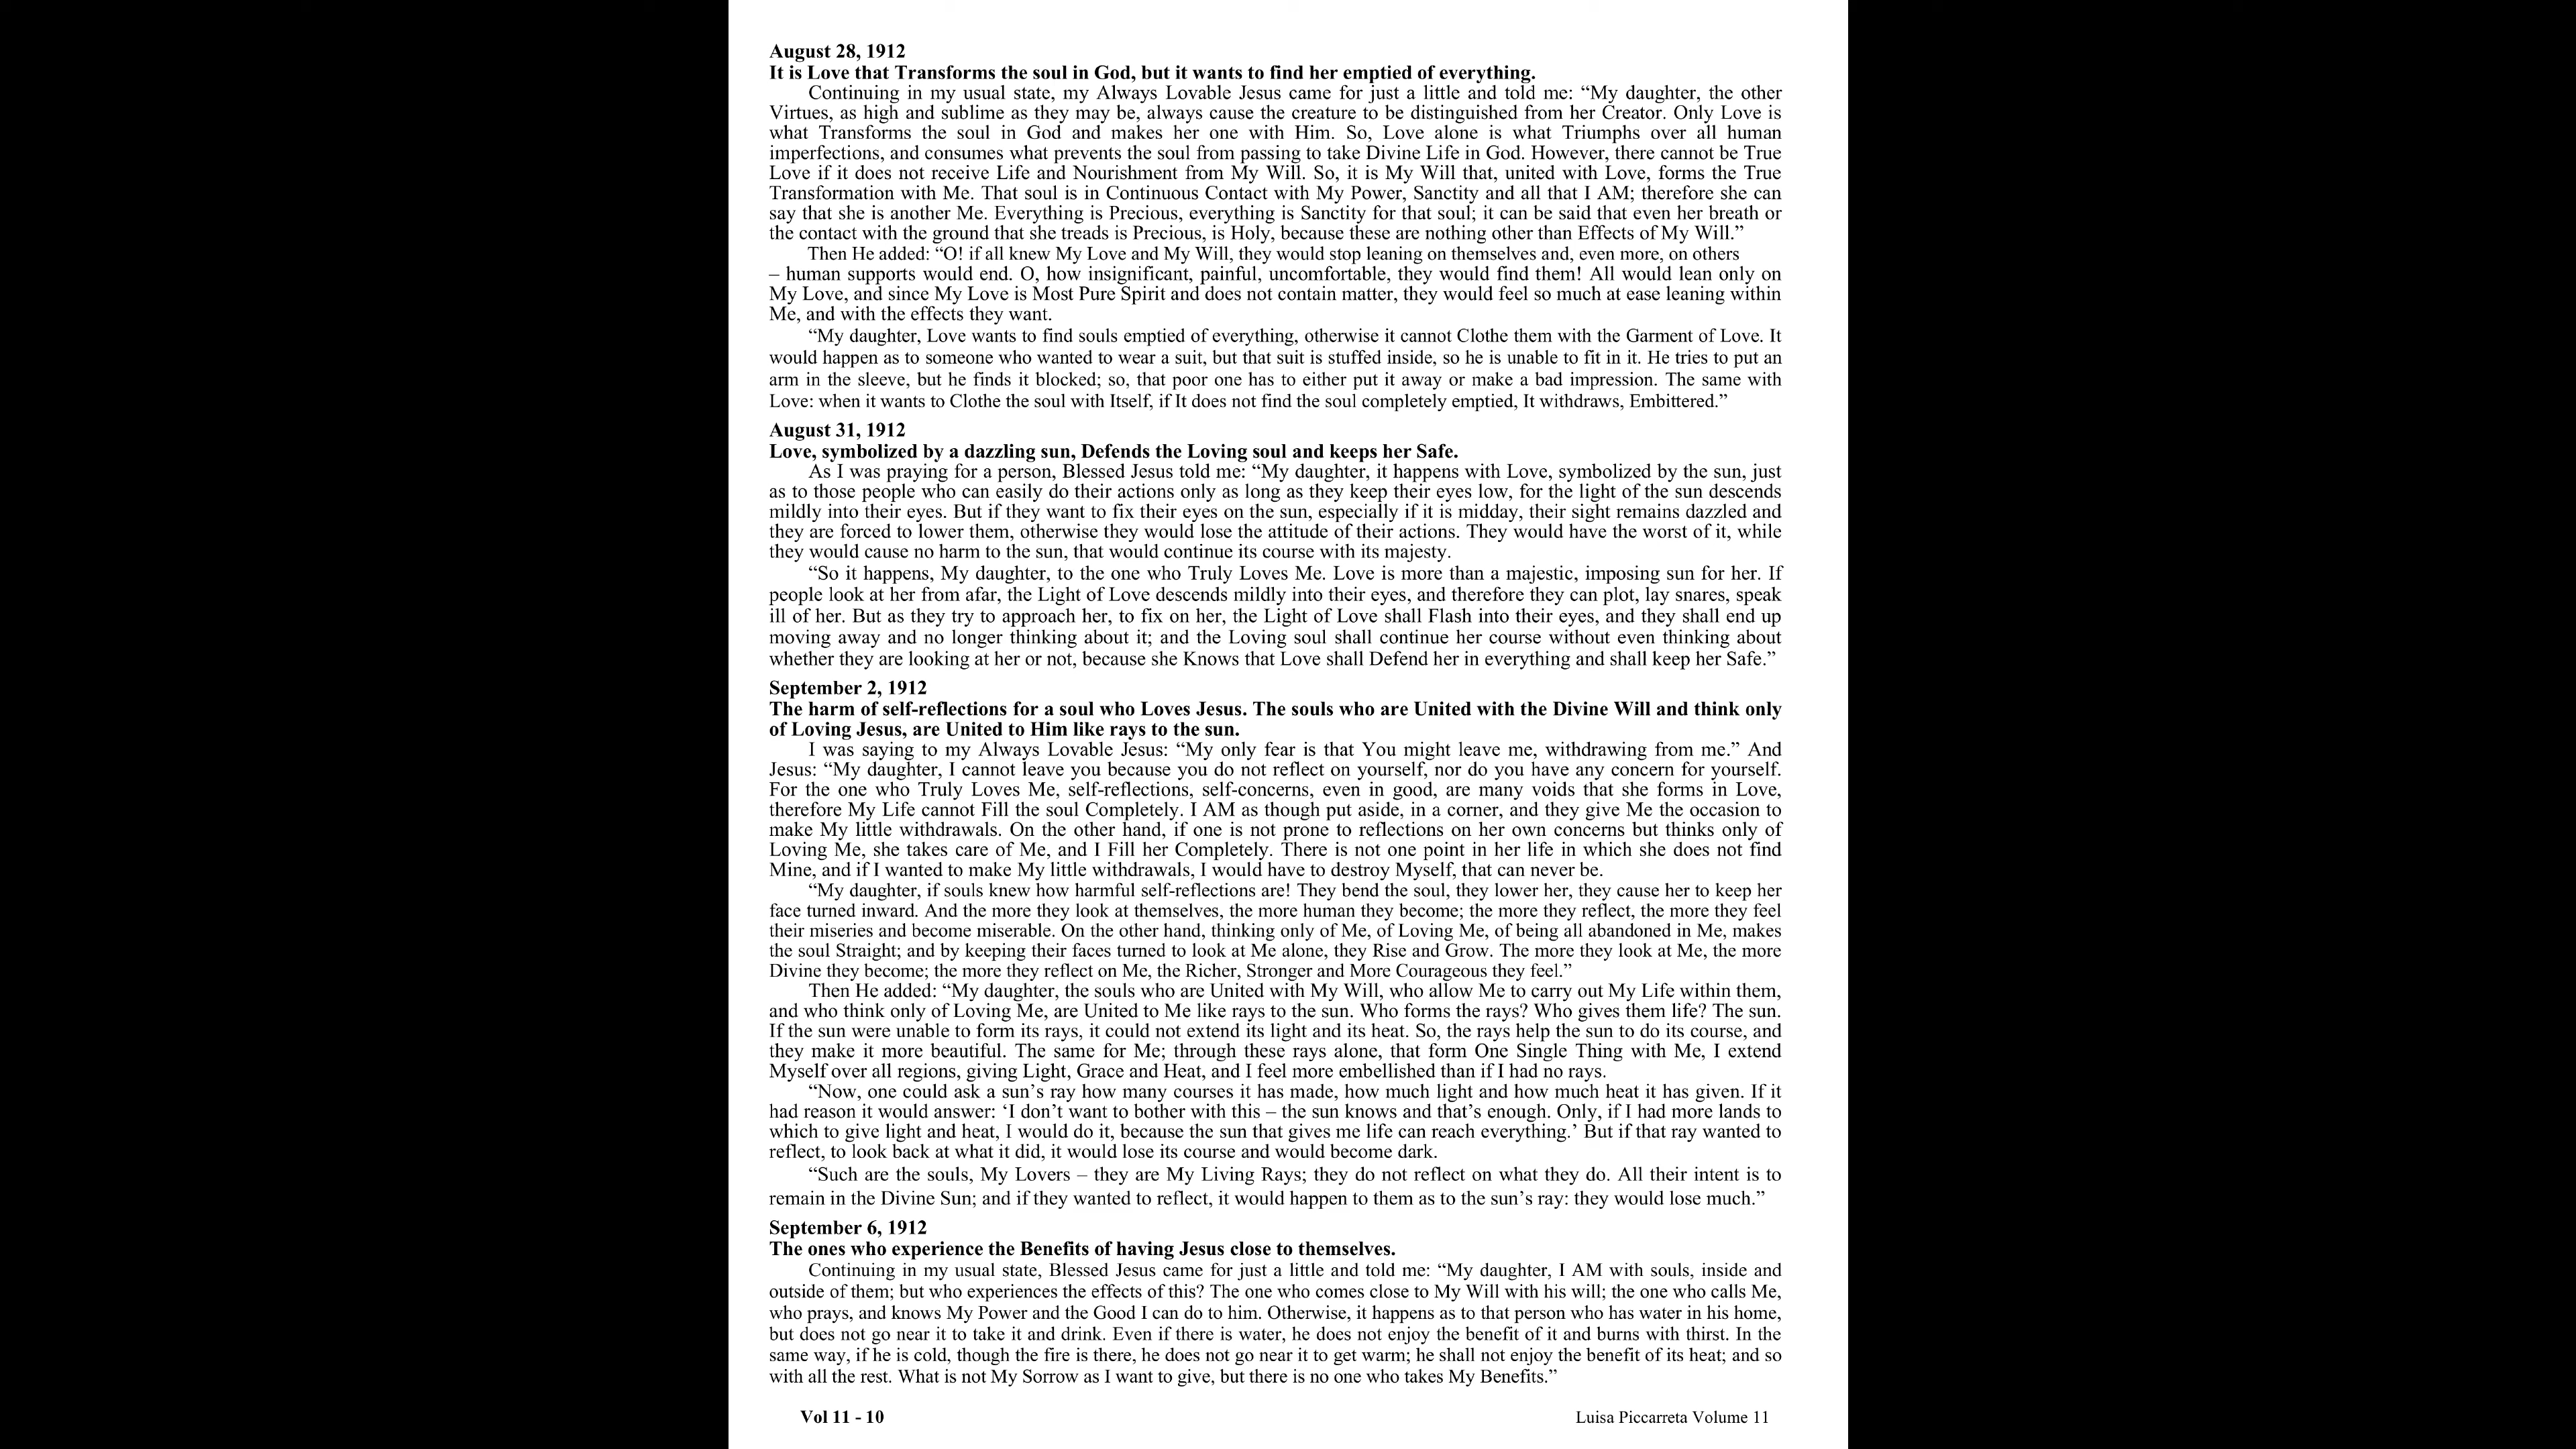 August 28, 1912
It is Love that Transforms the soul in God, but it wants to find her emptied of everything.
Continuing in my usual state, my Always Lovable Jesus came for just a little and told me: “My daughter, the other
Virtues, as high and sublime as they may be, always cause the creature to be distinguished from her Creator. Only Love is
what Transforms the soul in God and makes her one with Him. So, Love alone is what Triumphs over all human
imperfections, and consumes what prevents the soul from passing to take Divine Life in God. However, there cannot be True
Love if it does not receive Life and Nourishment from My Will. So, it is My Will that, united with Love, forms the True
Transformation with Me. That soul is in Continuous Contact with My Power, Sanctity and all that I AM; therefore she can
say that she is another Me. Everything is Precious, everything is Sanctity for that soul; it can be said that even her breath or
the contact with the ground that she treads is Precious, is Holy, because these are nothing other than Effects of My Will.”
Then He added: “O! if all knew My Love and My Will, they would stop leaning on themselves and, even more, on others
– human supports would end. O, how insignificant, painful, uncomfortable, they would find them! All would lean only on
My Love, and since My Love is Most Pure Spirit and does not contain matter, they would feel so much at ease leaning within
Me, and with the effects they want.
“My daughter, Love wants to find souls emptied of everything, otherwise it cannot Clothe them with the Garment of Love. It
would happen as to someone who wanted to wear a suit, but that suit is stuffed inside, so he is unable to fit in it. He tries to put an
arm in the sleeve, but he finds it blocked; so, that poor one has to either put it away or make a bad impression. The same with
Love: when it wants to Clothe the soul with Itself, if It does not find the soul completely emptied, It withdraws, Embittered.”
August 31, 1912
Love, symbolized by a dazzling sun, Defends the Loving soul and keeps her Safe.
As I was praying for a person, Blessed Jesus told me: “My daughter, it happens with Love, symbolized by the sun, just
as to those people who can easily do their actions only as long as they keep their eyes low, for the light of the sun descends
mildly into their eyes. But if they want to fix their eyes on the sun, especially if it is midday, their sight remains dazzled and
they are forced to lower them, otherwise they would lose the attitude of their actions. They would have the worst of it, while
they would cause no harm to the sun, that would continue its course with its majesty.
“So it happens, My daughter, to the one who Truly Loves Me. Love is more than a majestic, imposing sun for her. If
people look at her from afar, the Light of Love descends mildly into their eyes, and therefore they can plot, lay snares, speak
ill of her. But as they try to approach her, to fix on her, the Light of Love shall Flash into their eyes, and they shall end up
moving away and no longer thinking about it; and the Loving soul shall continue her course without even thinking about
whether they are looking at her or not, because she Knows that Love shall Defend her in everything and shall keep her Safe.”
September 2, 1912
The harm of self-reflections for a soul who Loves Jesus. The souls who are United with the Divine Will and think only
of Loving Jesus, are United to Him like rays to the sun.
I was saying to my Always Lovable Jesus: “My only fear is that You might leave me, withdrawing from me.” And
Jesus: “My daughter, I cannot leave you because you do not reflect on yourself, nor do you have any concern for yourself.
For the one who Truly Loves Me, self-reflections, self-concerns, even in good, are many voids that she forms in Love,
therefore My Life cannot Fill the soul Completely. I AM as though put aside, in a corner, and they give Me the occasion to
make My little withdrawals. On the other hand, if one is not prone to reflections on her own concerns but thinks only of
Loving Me, she takes care of Me, and I Fill her Completely. There is not one point in her life in which she does not find
Mine, and if I wanted to make My little withdrawals, I would have to destroy Myself, that can never be.
“My daughter, if souls knew how harmful self-reflections are! They bend the soul, they lower her, they cause her to keep her
face turned inward. And the more they look at themselves, the more human they become; the more they reflect, the more they feel
their miseries and become miserable. On the other hand, thinking only of Me, of Loving Me, of being all abandoned in Me, makes
the soul Straight; and by keeping their faces turned to look at Me alone, they Rise and Grow. The more they look at Me, the more
Divine they become; the more they reflect on Me, the Richer, Stronger and More Courageous they feel.”
Then He added: “My daughter, the souls who are United with My Will, who allow Me to carry out My Life within them,
and who think only of Loving Me, are United to Me like rays to the sun. Who forms the rays? Who gives them life? The sun.
If the sun were unable to form its rays, it could not extend its light and its heat. So, the rays help the sun to do its course, and
they make it more beautiful. The same for Me; through these rays alone, that form One Single Thing with Me, I extend
Myself over all regions, giving Light, Grace and Heat, and I feel more embellished than if I had no rays.
“Now, one could ask a sun’s ray how many courses it has made, how much light and how much heat it has given. If it
had reason it would answer: ‘I don’t want to bother with this – the sun knows and that’s enough. Only, if I had more lands to
which to give light and heat, I would do it, because the sun that gives me life can reach everything.’ But if that ray wanted to
reflect, to look back at what it did, it would lose its course and would become dark.
“Such are the souls, My Lovers – they are My Living Rays; they do not reflect on what they do. All their intent is to
remain in the Divine Sun; and if they wanted to reflect, it would happen to them as to the sun’s ray: they would lose much.”
September 6, 1912
The ones who experience the Benefits of having Jesus close to themselves.
Continuing in my usual state, Blessed Jesus came for just a little and told me: “My daughter, I AM with souls, inside and
outside of them; but who experiences the effects of this? The one who comes close to My Will with his will; the one who calls Me,
who prays, and knows My Power and the Good I can do to him. Otherwise, it happens as to that person who has water in his home,
but does not go near it to take it and drink. Even if there is water, he does not enjoy the benefit of it and burns with thirst. In the
same way, if he is cold, though the fire is there, he does not go near it to get warm; he shall not enjoy the benefit of its heat; and so
with all the rest. What is not My Sorrow as I want to give, but there is no one who takes My Benefits.”
Vol 11 - 10
Luisa Piccarreta Volume 11